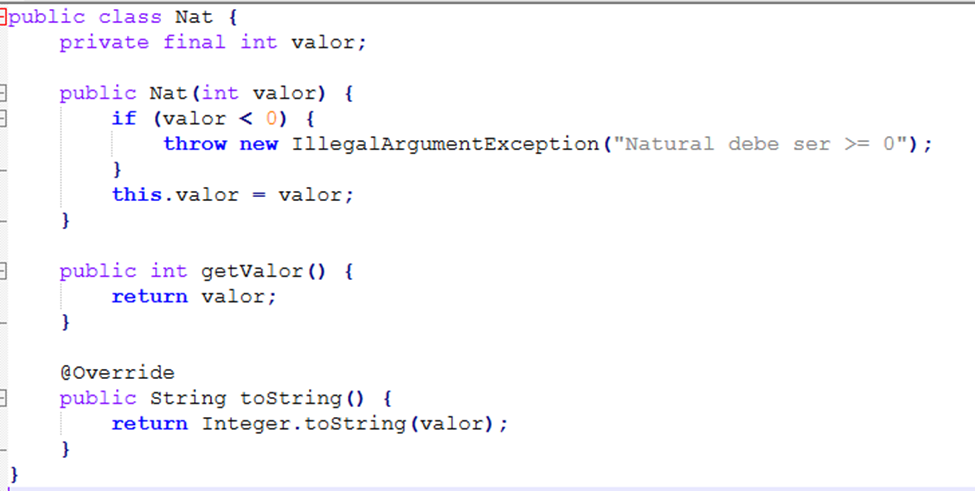 public class Nat {
    private final int valor;

    public Nat(int valor) {
        if (valor < 0) {
            throw new IllegalArgumentException("Natural debe ser >= 0");
        }
        this.valor = valor;
    }

    public int getValor() {
        return valor;
    }

    @Override
    public String toString() {
        return Integer.toString(valor);
    }
}